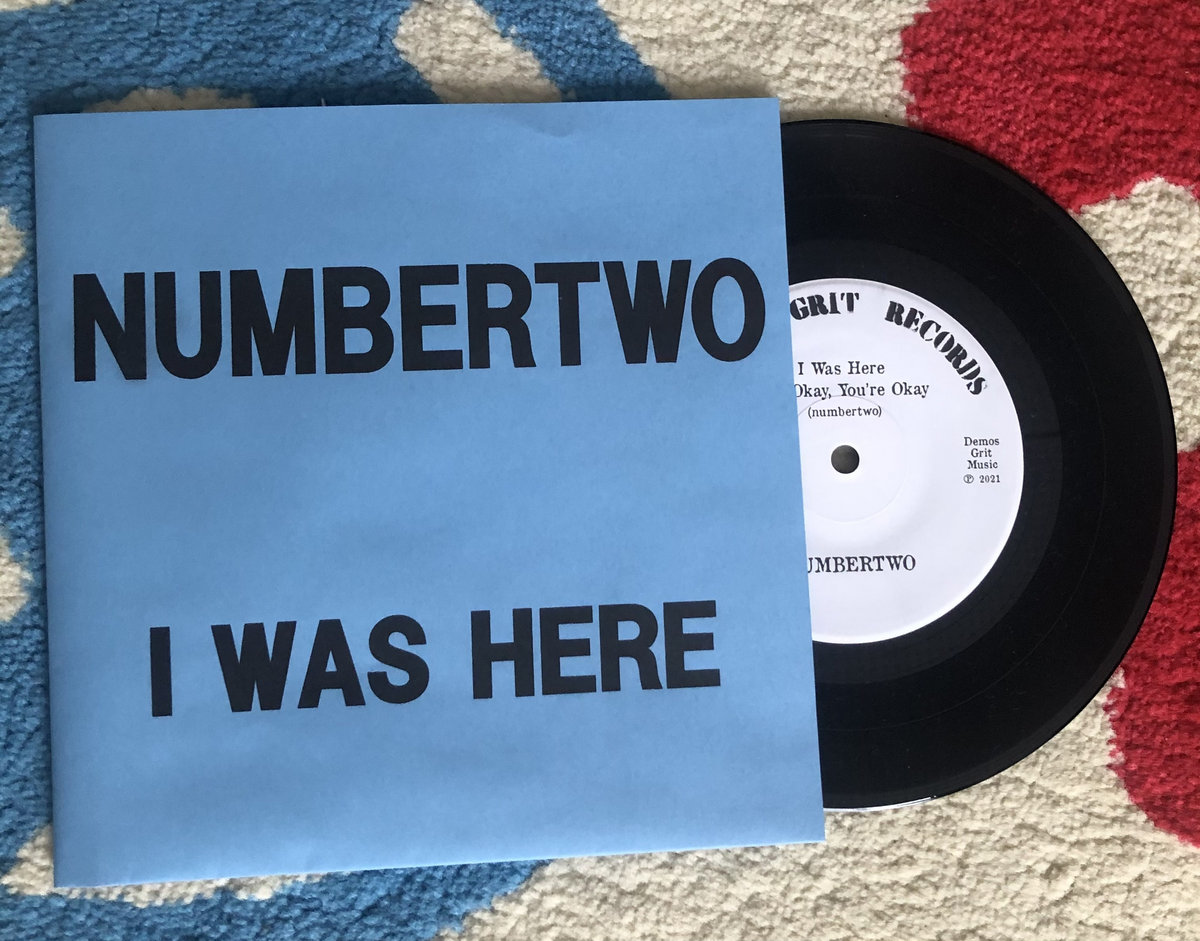 NUMBERTWO
I WAS HERE
GRIT RECORDS
I Was Here
Okay, You're Okay
(numbertwo)
Demos
Grit
Music
℗ 2021
UMBERTWO